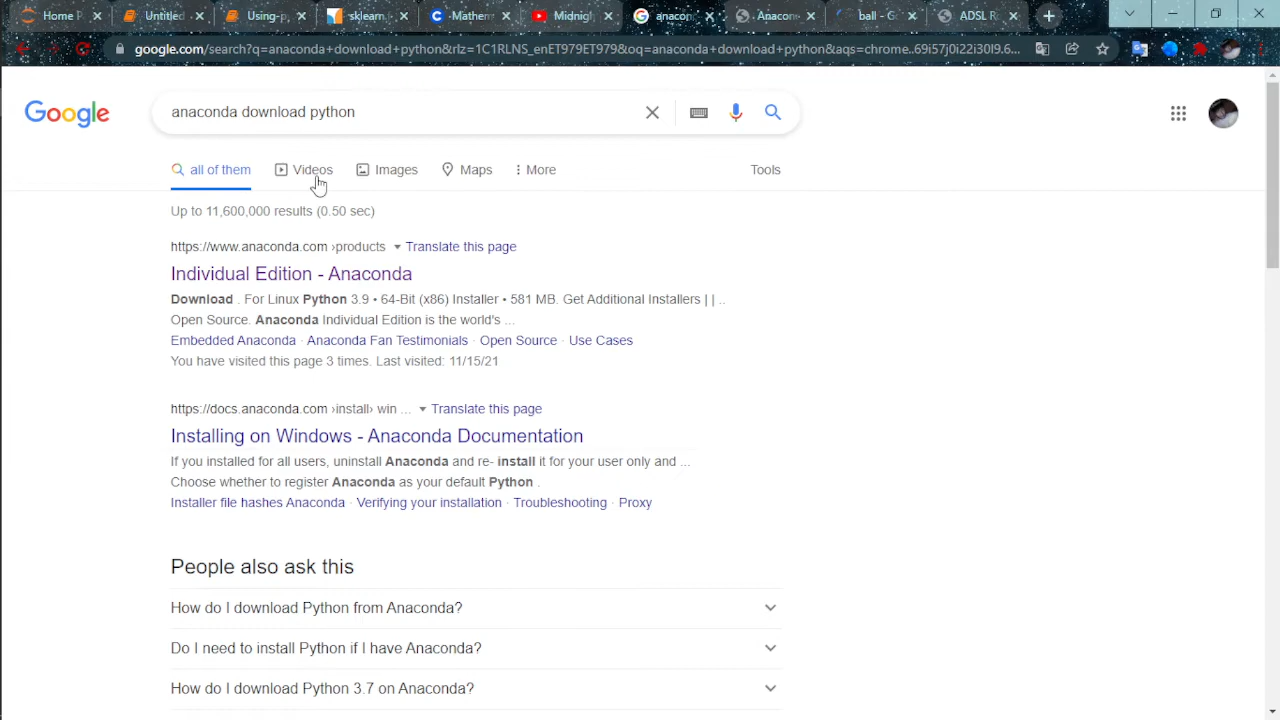 Home P
Untitled
Using-p
sklearn.
Mathem
Midnigh
anacon
Anacon
ball - G
ADSL R
google.com/search?q=anaconda+download+python&rlz=1C1RLNS_enET979ET979&oq=anaconda+download+python&aqs=chrome..69i57j0i22i30l9.6...
Google
anaconda download python
all of them
Videos
Images
Maps
More
Tools
Up to 11,600,000 results (0.50 sec)
https://www.anaconda.com ›products
Translate this page
Individual Edition - Anaconda
Download . For Linux Python 3.9 • 64-Bit (x86) Installer • 581 MB. Get Additional Installers | | ..
Open Source. Anaconda Individual Edition is the world's ...
Embedded Anaconda · Anaconda Fan Testimonials · Open Source · Use Cases
You have visited this page 3 times. Last visited: 11/15/21
https://docs.anaconda.com ›install› win ...
Translate this page
Installing on Windows - Anaconda Documentation
If you installed for all users, uninstall Anaconda and re- install it for your user only and ...
Choose whether to register Anaconda as your default Python .
Installer file hashes Anaconda · Verifying your installation · Troubleshooting · Proxy
People also ask this
How do I download Python from Anaconda?
Do I need to install Python if I have Anaconda?
How do I download Python 3.7 on Anaconda?